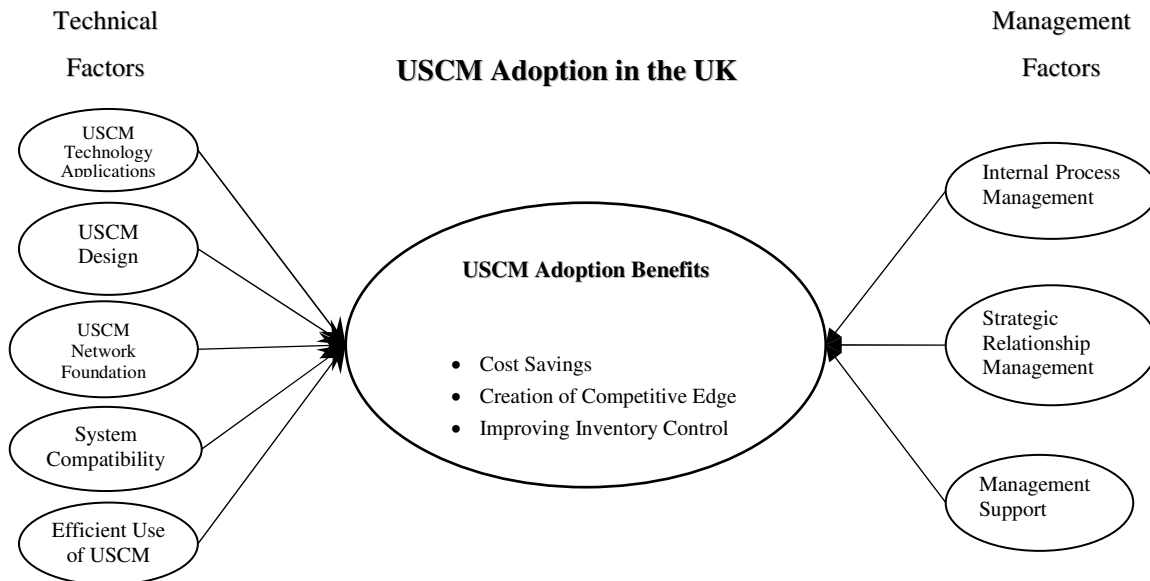 Technical
Factors
USCM Adoption in the UK
Management
Factors
USCM
Technology
Applications
USCM
Design
USCM
Network
Foundation
System
Compatibility
Efficient Use
of USCM
USCM Adoption Benefits
• Cost Savings
• Creation of Competitive Edge
• Improving Inventory Control
Internal Process
Management
Strategic
Relationship
Management
Management
Support